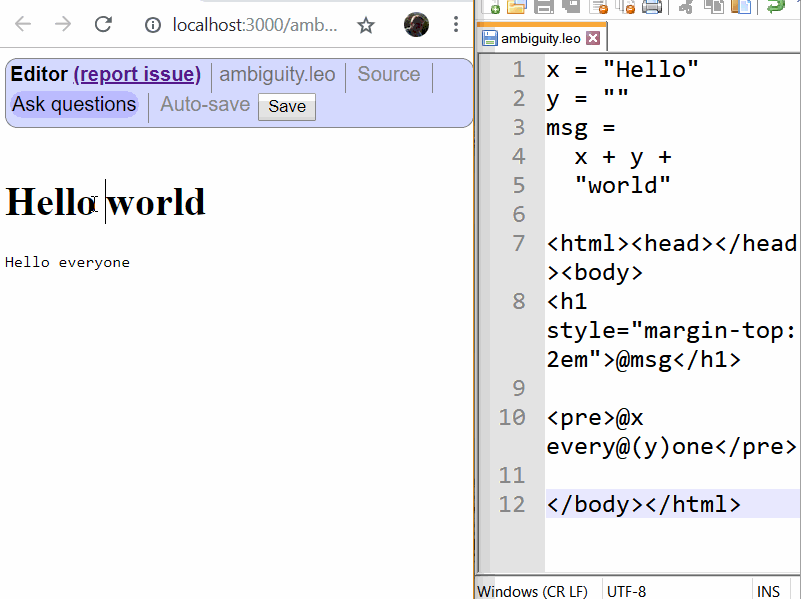 localhost:3000/amb...
Editor (report issue) ambiguity.leo Source
Ask questions Auto-save Save
Hello world
Hello everyone
ambiguity.leo
1 x = "Hello"
2 y = ""
3 msg =
4 x + y +
5 "world"
6
7 <html><head></head
><body>
8 <h1
style="margin-top:
2em">@msg</h1>
9
10 <pre>@x
every@(y)one</pre>
11
12 </body></html>
Windows (CR LF) UTF-8 INS